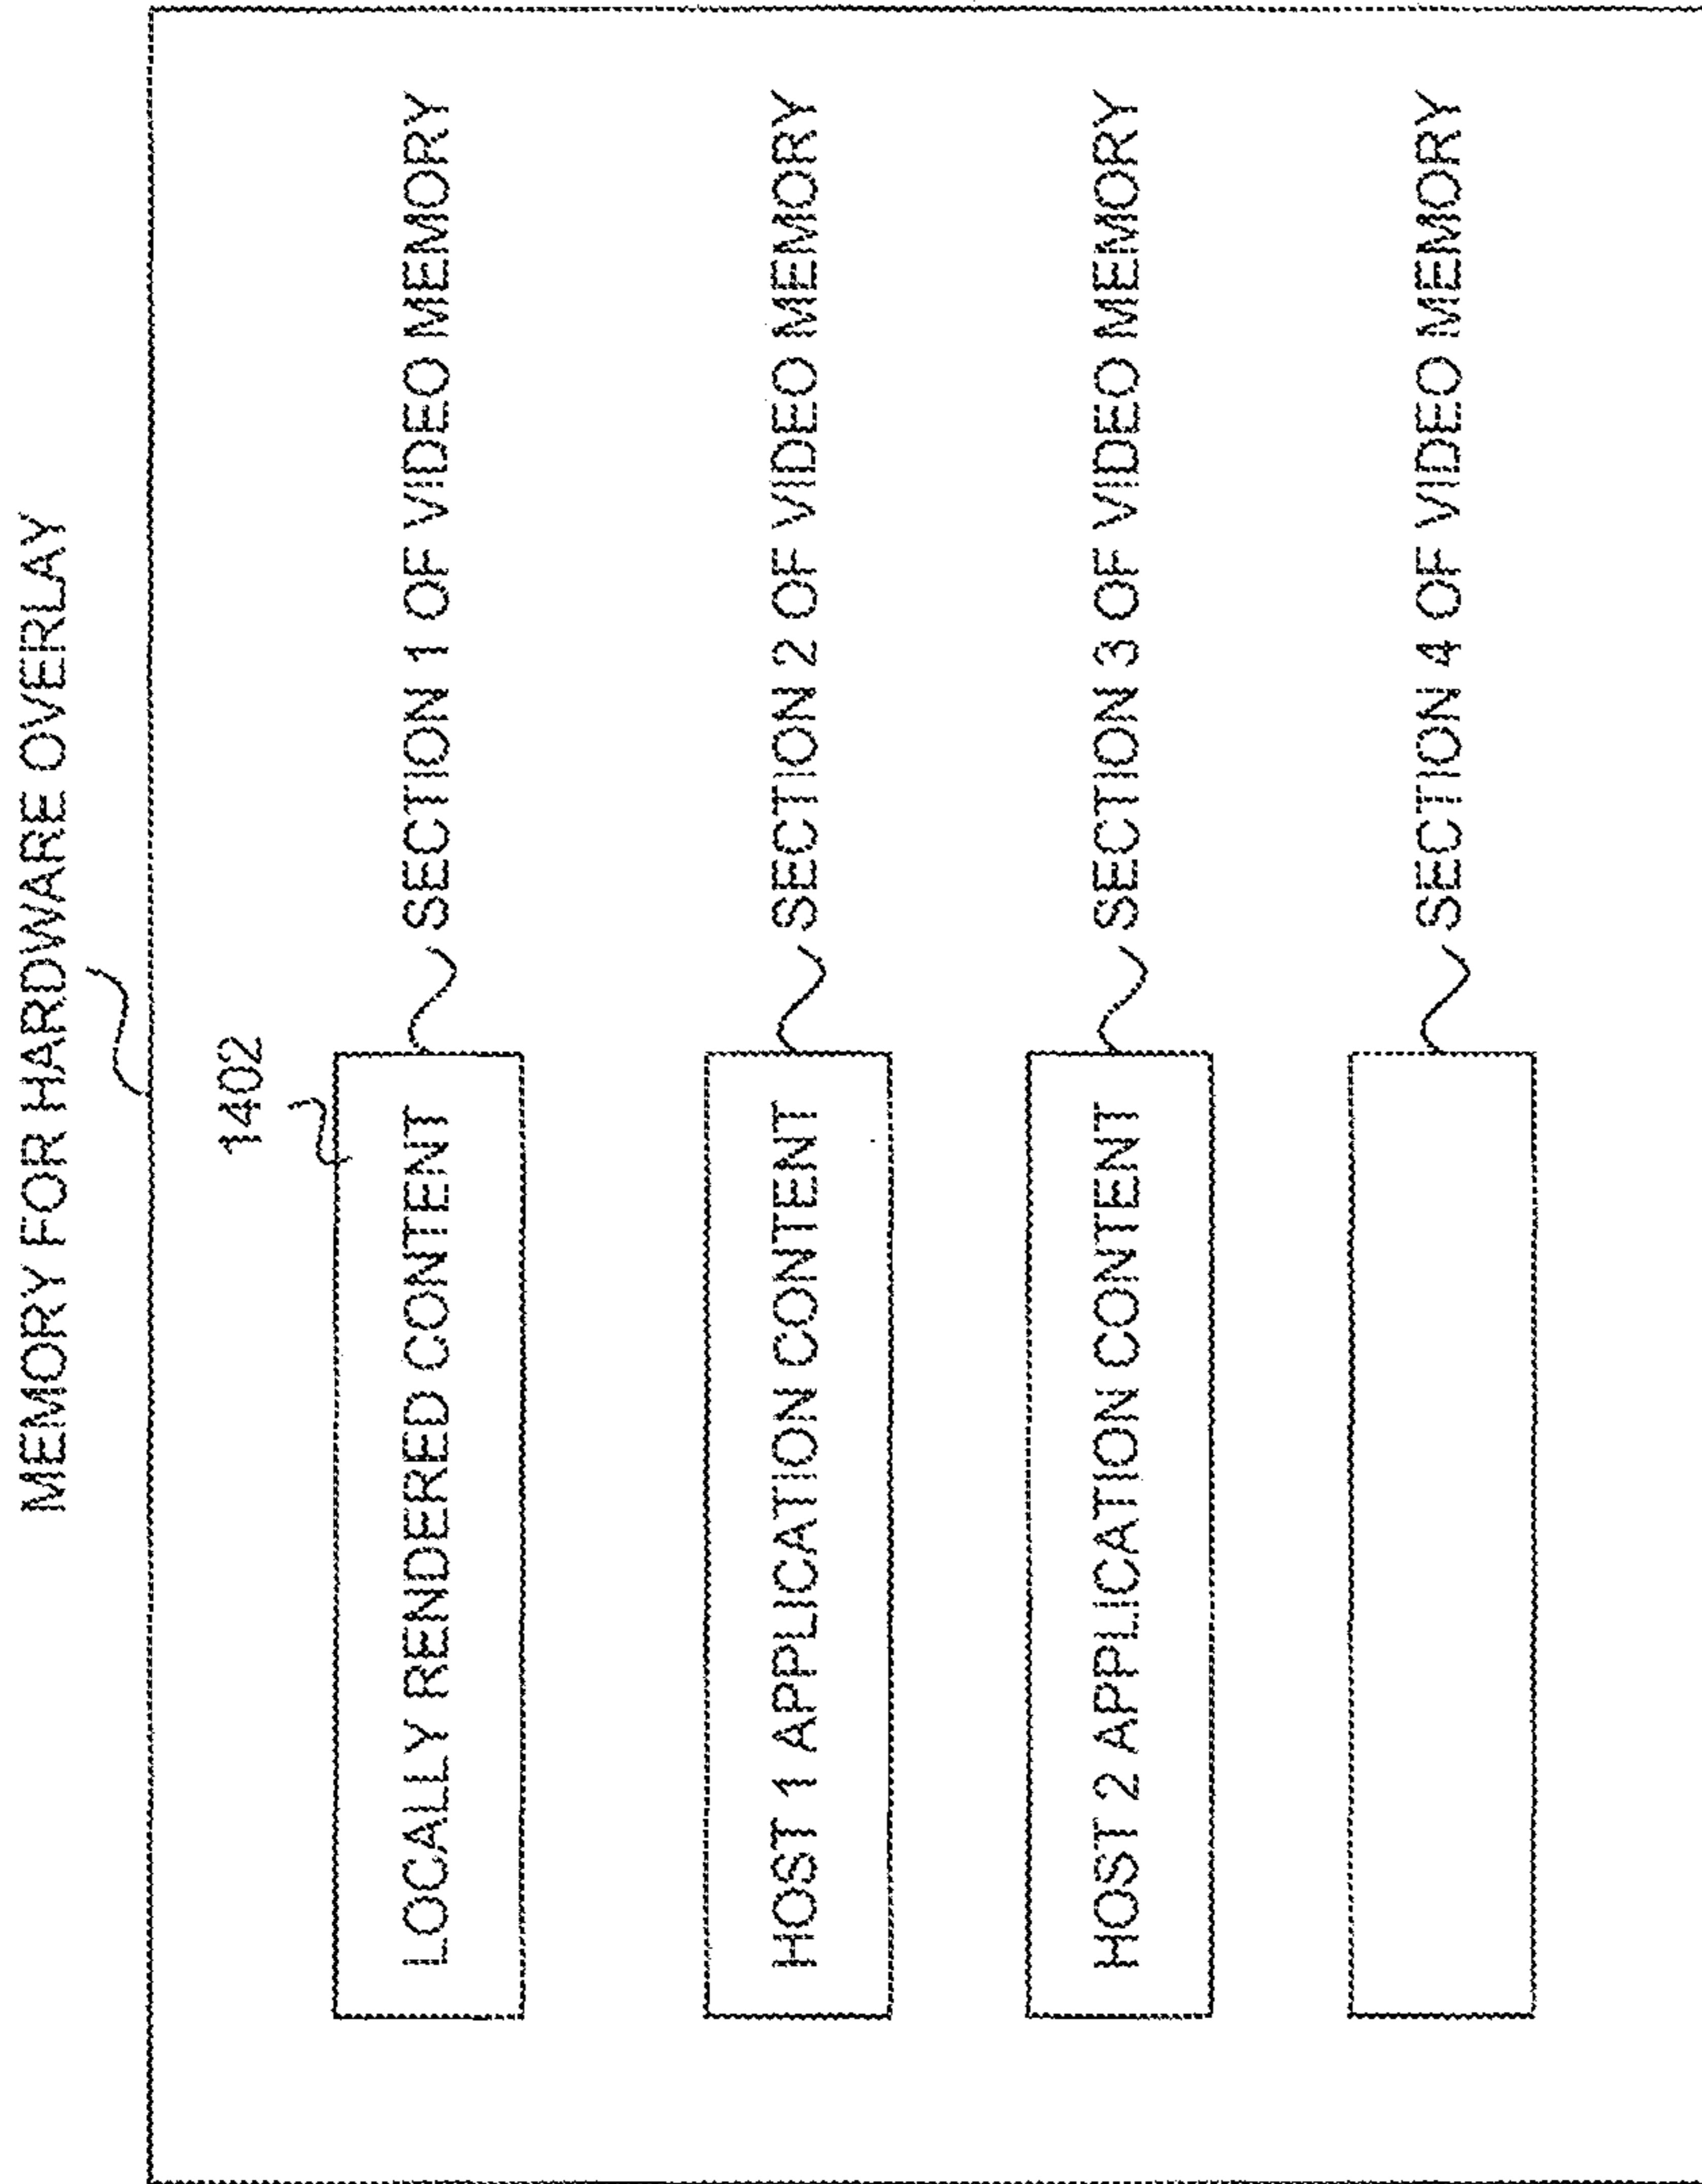 MEMORY FOR HARDWARE OVERLAY
1402
LOCALLY RENDERED CONTENT
SECTION 1 OF VIDEO MEMORY
HOST 1 APPLICATION CONTENT
SECTION 2 OF VIDEO MEMORY
HOST 2 APPLICATION CONTENT
SECTION 3 OF VIDEO MEMORY
SECTION 4 OF VIDEO MEMORY